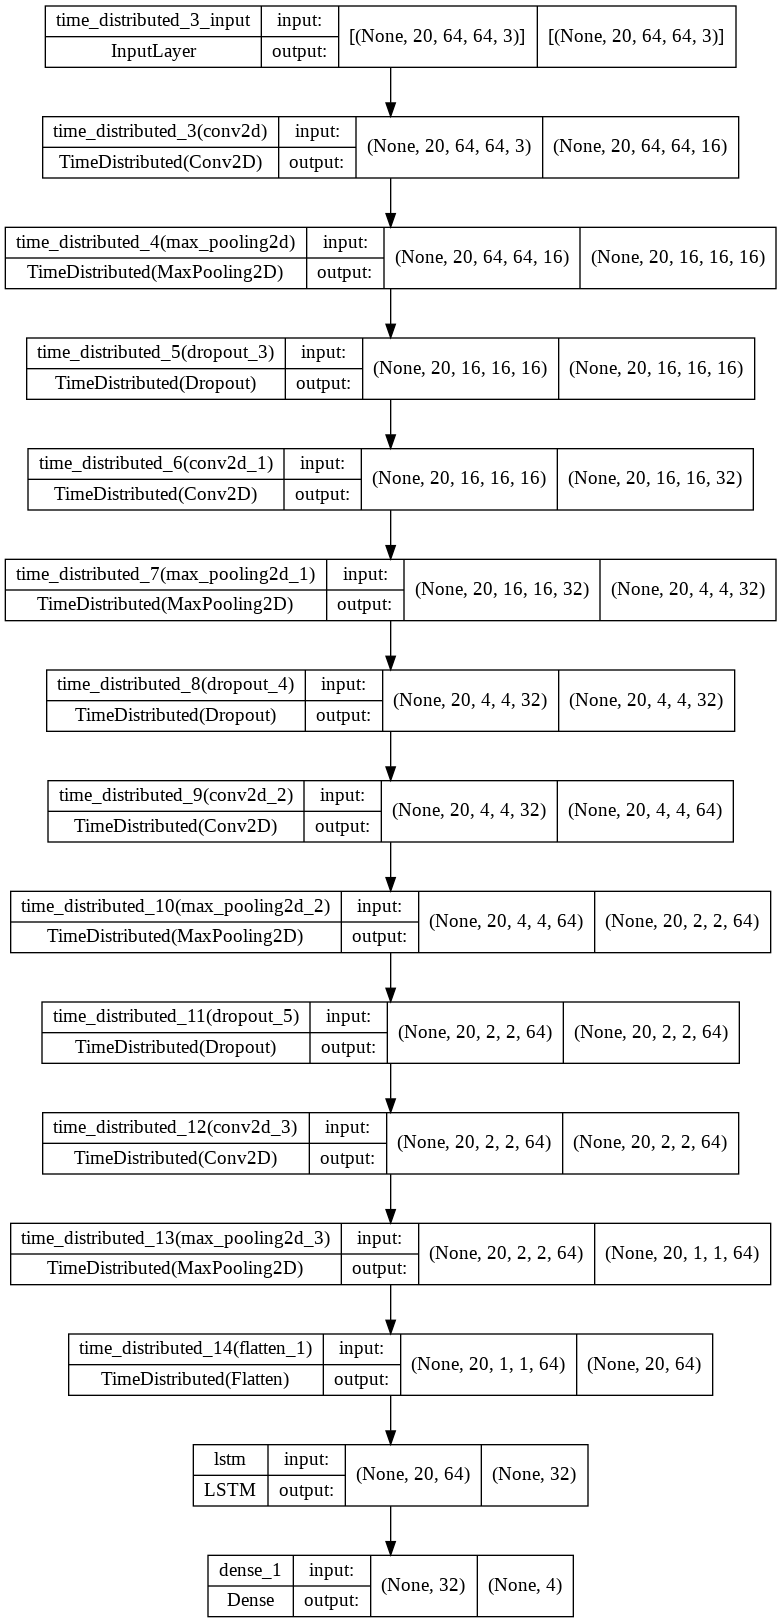 time_distributed_3_input input: [(None, 20, 64, 64, 3)] [(None, 20, 64, 64, 3)]
InputLayer output:
time_distributed_3(conv2d) input: (None, 20, 64, 64, 3) (None, 20, 64, 64, 16)
TimeDistributed(Conv2D) output:
time_distributed_4(max_pooling2d) input: (None, 20, 64, 64, 16) (None, 20, 16, 16, 16)
TimeDistributed(MaxPooling2D) output:
time_distributed_5(dropout_3) input: (None, 20, 16, 16, 16) (None, 20, 16, 16, 16)
TimeDistributed(Dropout) output:
time_distributed_6(conv2d_1) input: (None, 20, 16, 16, 16) (None, 20, 16, 16, 32)
TimeDistributed(Conv2D) output:
time_distributed_7(max_pooling2d_1) input: (None, 20, 16, 16, 32) (None, 20, 4, 4, 32)
TimeDistributed(MaxPooling2D) output:
time_distributed_8(dropout_4) input: (None, 20, 4, 4, 32) (None, 20, 4, 4, 32)
TimeDistributed(Dropout) output:
time_distributed_9(conv2d_2) input: (None, 20, 4, 4, 32) (None, 20, 4, 4, 64)
TimeDistributed(Conv2D) output:
time_distributed_10(max_pooling2d_2) input: (None, 20, 4, 4, 64) (None, 20, 2, 2, 64)
TimeDistributed(MaxPooling2D) output:
time_distributed_11(dropout_5) input: (None, 20, 2, 2, 64) (None, 20, 2, 2, 64)
TimeDistributed(Dropout) output:
time_distributed_12(conv2d_3) input: (None, 20, 2, 2, 64) (None, 20, 2, 2, 64)
TimeDistributed(Conv2D) output:
time_distributed_13(max_pooling2d_3) input: (None, 20, 2, 2, 64) (None, 20, 1, 1, 64)
TimeDistributed(MaxPooling2D) output:
time_distributed_14(flatten_1) input: (None, 20, 1, 1, 64) (None, 20, 64)
TimeDistributed(Flatten) output:
lstm input: (None, 20, 64) (None, 32)
LSTM output:
dense_1 input: (None, 32) (None, 4)
Dense output: